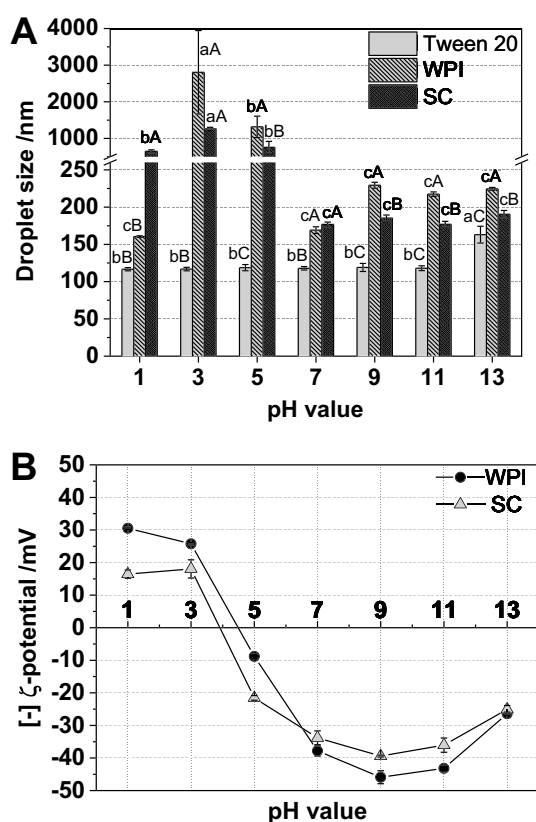 A
Tween 20
WPI
SC
Droplet size /nm
4000
3000
2000
1000
250
200
150
100
50
0
bB cB bA
bB aA aA
bC bA bB
bB cA cA
bC cA cB
bB cA cB
aC cA cB
1 3 5 7 9 11 13
pH value
B
WPI
SC
[-] ζ-potential /mV
50
40
30
20
10
0
-10
-20
-30
-40
-50
1 3 5 7 9 11 13
pH value